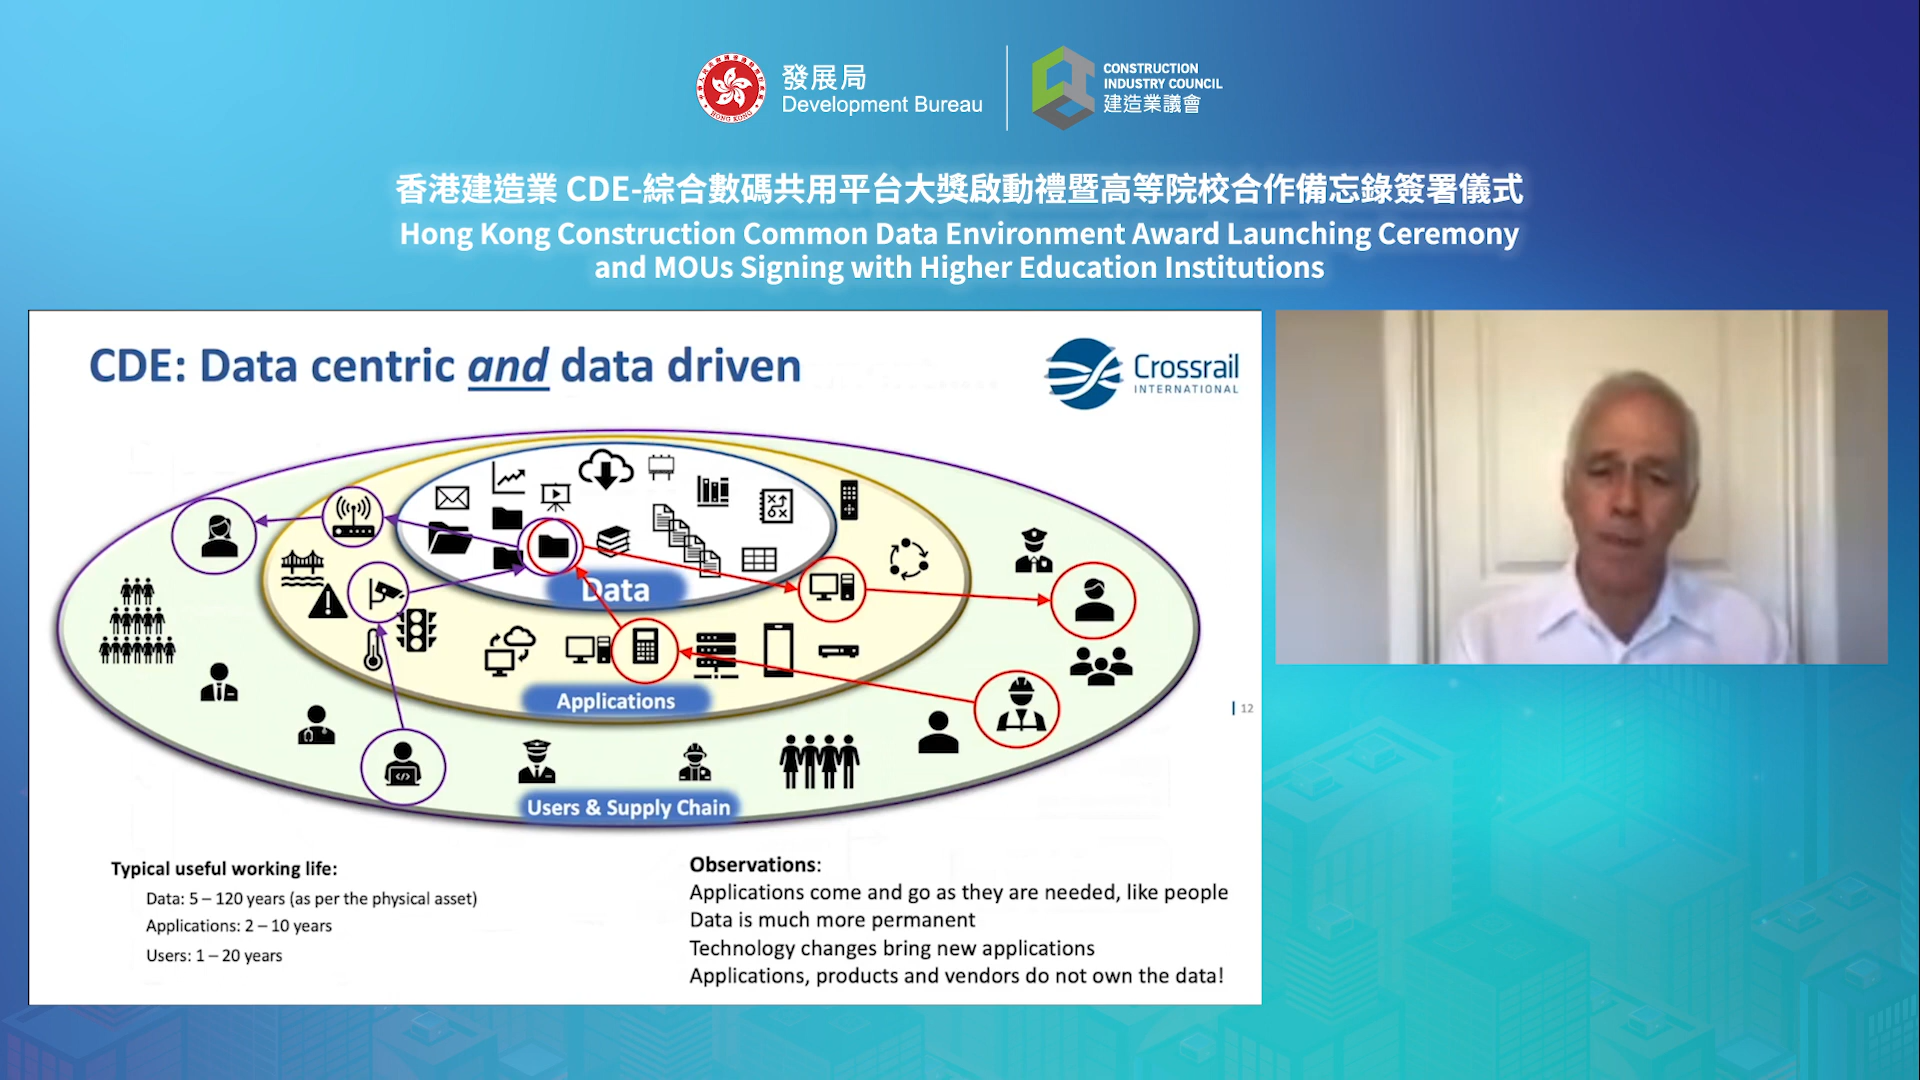 發展局
Development Bureau
CONSTRUCTION
INDUSTRY COUNCIL
建造業議會
香港建造業 CDE-綜合數碼共用平台大獎啟動禮暨高等院校合作備忘錄簽署儀式
Hong Kong Construction Common Data Environment Award Launching Ceremony
and MOUs Signing with Higher Education Institutions
CDE: Data centric and data driven
Crossrail
INTERNATIONAL
Data
Applications
Users & Supply Chain
12
Typical useful working life:
Data: 5 – 120 years (as per the physical asset)
Applications: 2 – 10 years
Users: 1 – 20 years
Observations:
Applications come and go as they are needed, like people
Data is much more permanent
Technology changes bring new applications
Applications, products and vendors do not own the data!